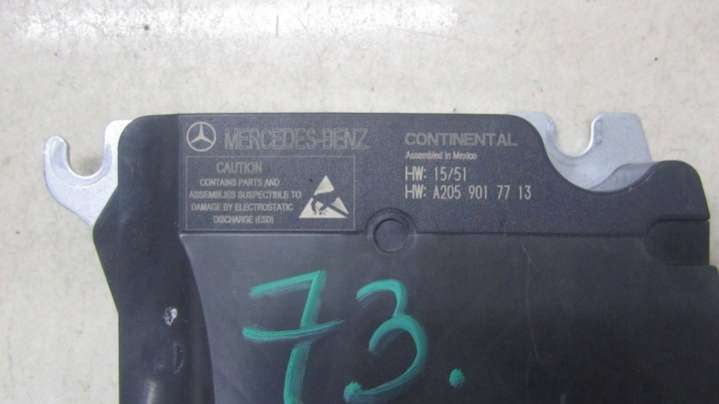 MERCEDES-BENZ
CAUTION
CONTAINS PARTS AND
ASSEMBLIES SUSPECTIBLE TO
DAMAGE BY ELECTROSTATIC
DISCHARGE (ESD)
CONTINENTAL
Assembled in Mexico
HW: 15/51
HW: A205 901 77 13
73.